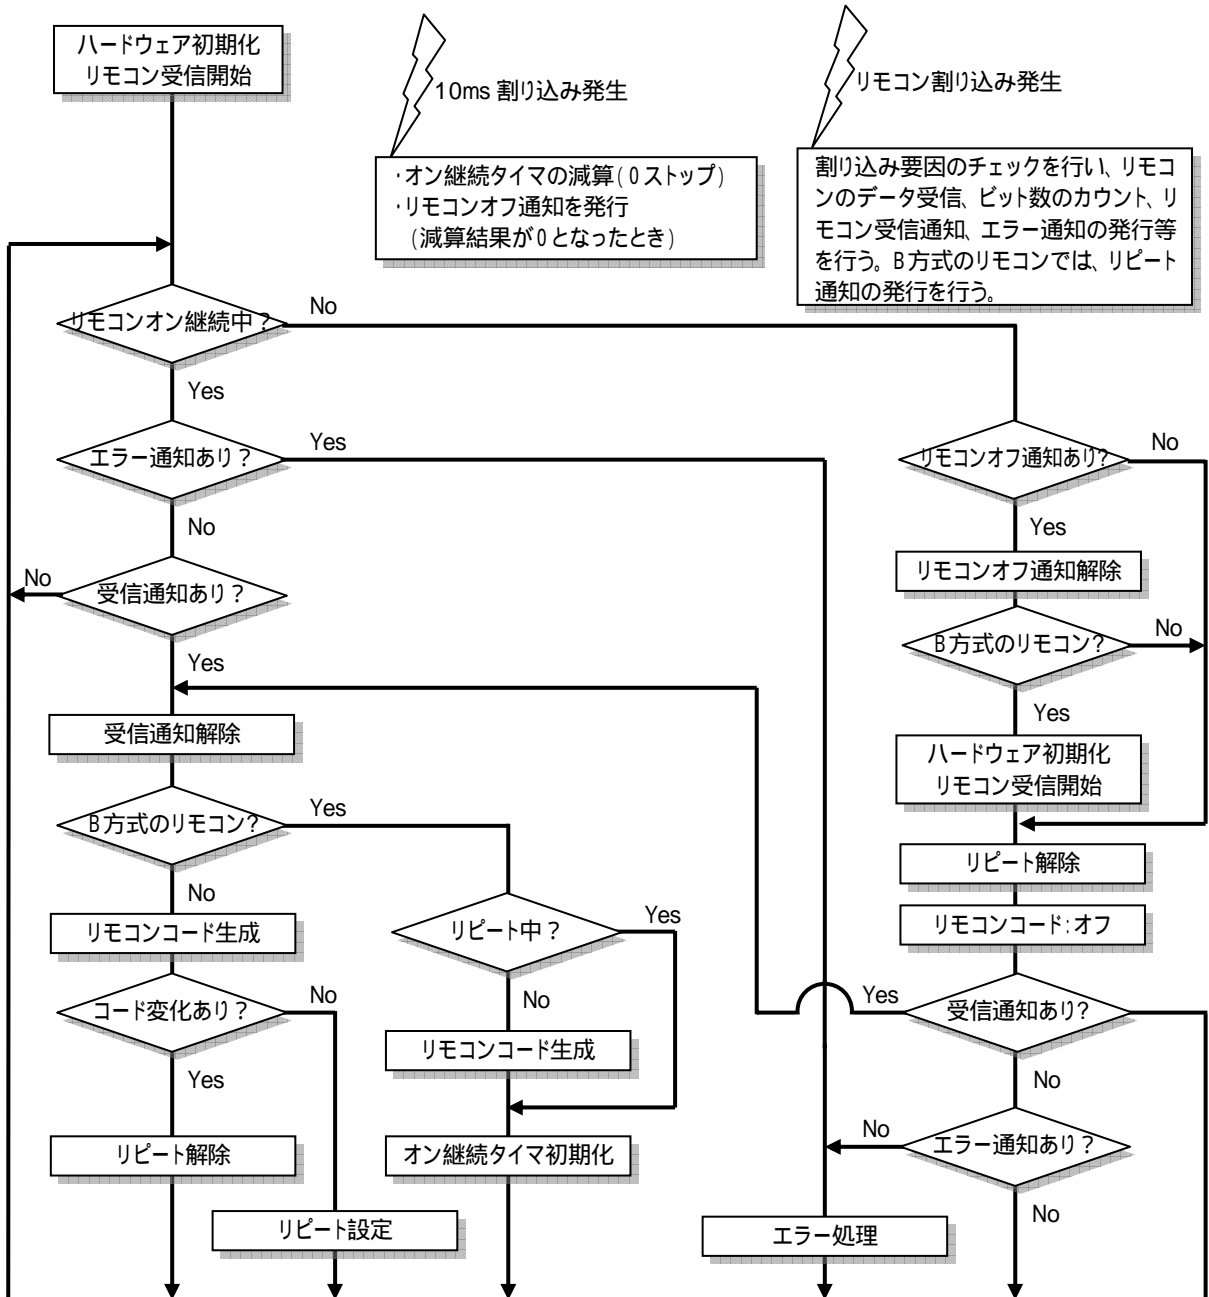 ハードウェア初期化
リモコン受信開始
10ms 割り込み発生
・オン継続タイマの減算(0ストップ)
・リモコンオフ通知を発行
(減算結果が0となったとき)
リモコン割り込み発生
割り込み要因のチェックを行い、リモコ
ンのデータ受信、ビット数のカウント、リ
モコン受信通知、エラー通知の発行等
を行う。B方式のリモコンでは、リピート
通知の発行を行う。
リモコンオン継続中?
No
Yes
エラー通知あり?
Yes
No
受信通知あり?
No
Yes
リモコンオフ通知あり?
No
Yes
リモコンオフ通知解除
B方式のリモコン?
No
Yes
ハードウェア初期化
リモコン受信開始
リピート解除
リモコンコード:オフ
受信通知あり?
Yes
No
エラー通知あり?
No
No
受信通知解除
B方式のリモコン?
Yes
No
リモコンコード生成
コード変化あり?
No
Yes
リピート解除
リピート設定
リピート中?
Yes
No
リモコンコード生成
オン継続タイマ初期化
エラー処理